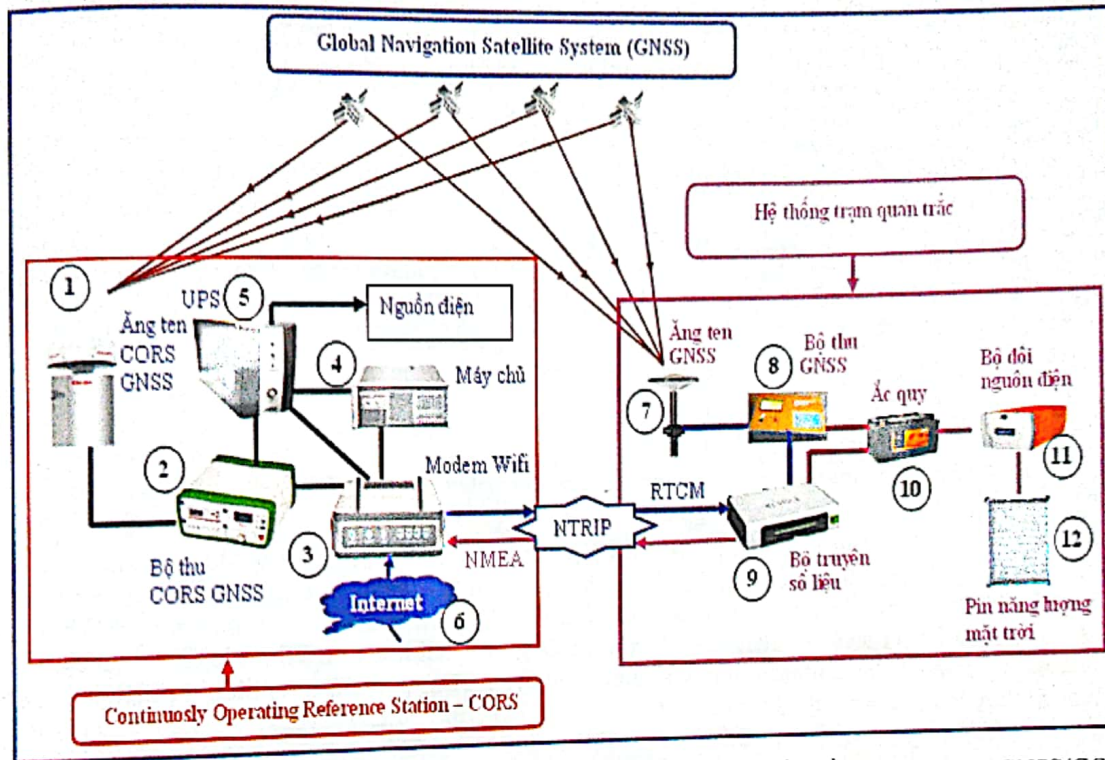 Global Navigation Satellite System (GNSS)
Hệ thống trạm quan trắc
1
UPS
5
Nguồn điện
Ăng ten
CORS
GNSS
4
Máy chủ
2
Modem Wifi
3
Bộ thu
CORS GNSS
NMEA
Internet
6
NTRIP
RTCM
Ăng ten
GNSS
7
8
Bộ thu
GNSS
Ắc quy
10
Bộ đổi
nguồn điện
11
12
9
Bộ truyền
số liệu
Pin năng lượng
mặt trời
Continuosly Operating Reference Station – CORS